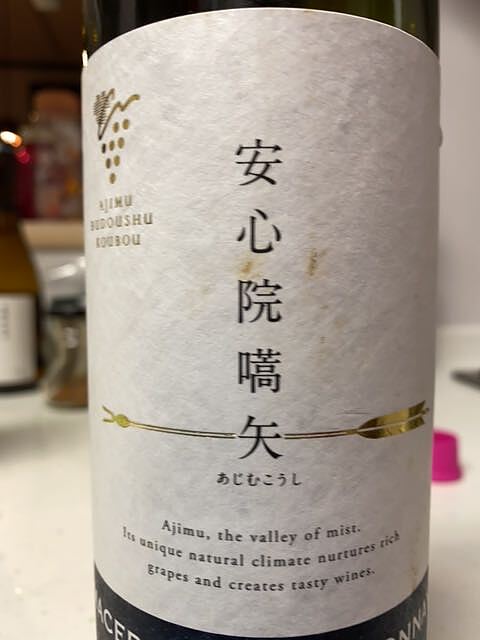 AJIMU
BUDOUSHU
KOUBOU
安心院嚆矢
あじむこうし
Ajimu, the valley of mist.
Its unique natural climate nurtures rich
grapes and creates tasty wines.